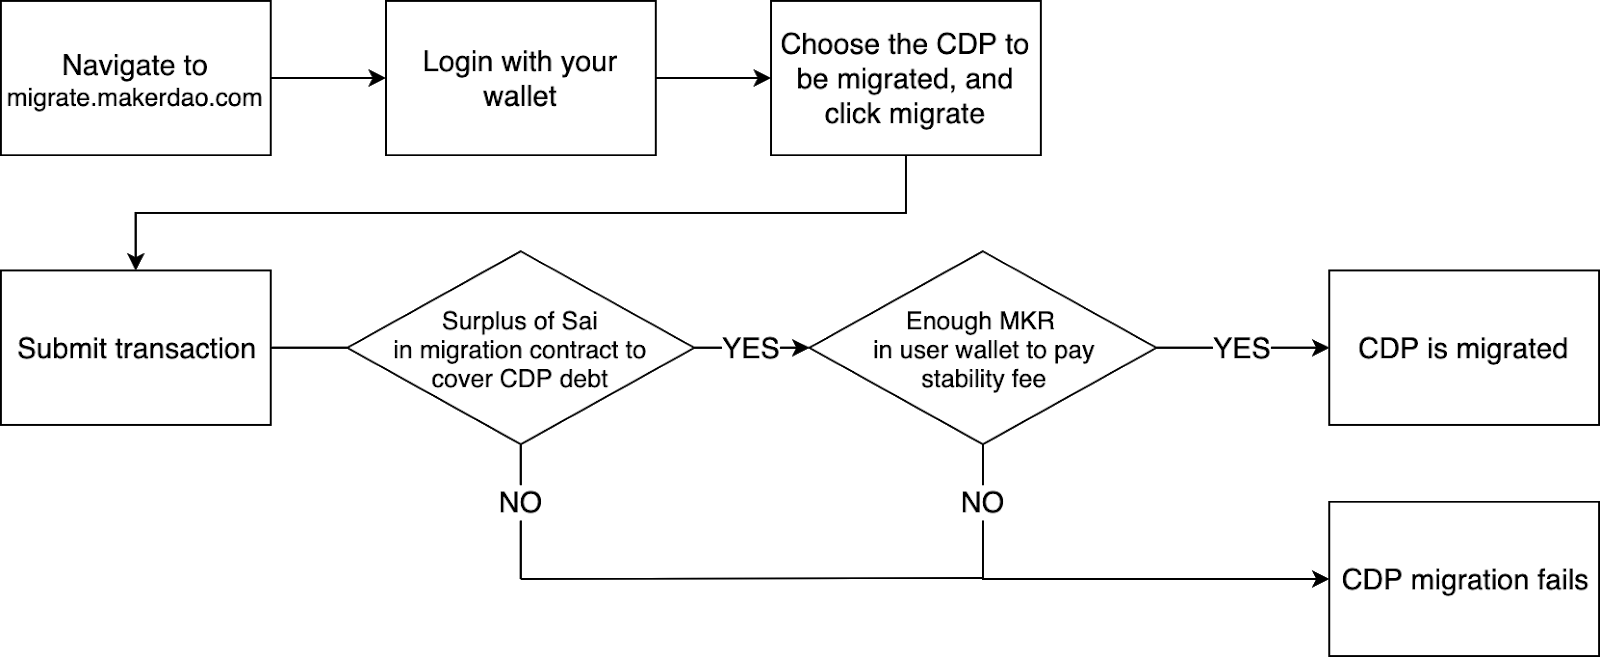 Navigate to
migrate.makerdao.com
Login with your
wallet
Choose the CDP to
be migrated, and
click migrate
Submit transaction
Surplus of Sai
in migration contract to
cover CDP debt
YES
Enough MKR
in user wallet to pay
stability fee
YES
CDP is migrated
NO
NO
CDP migration fails